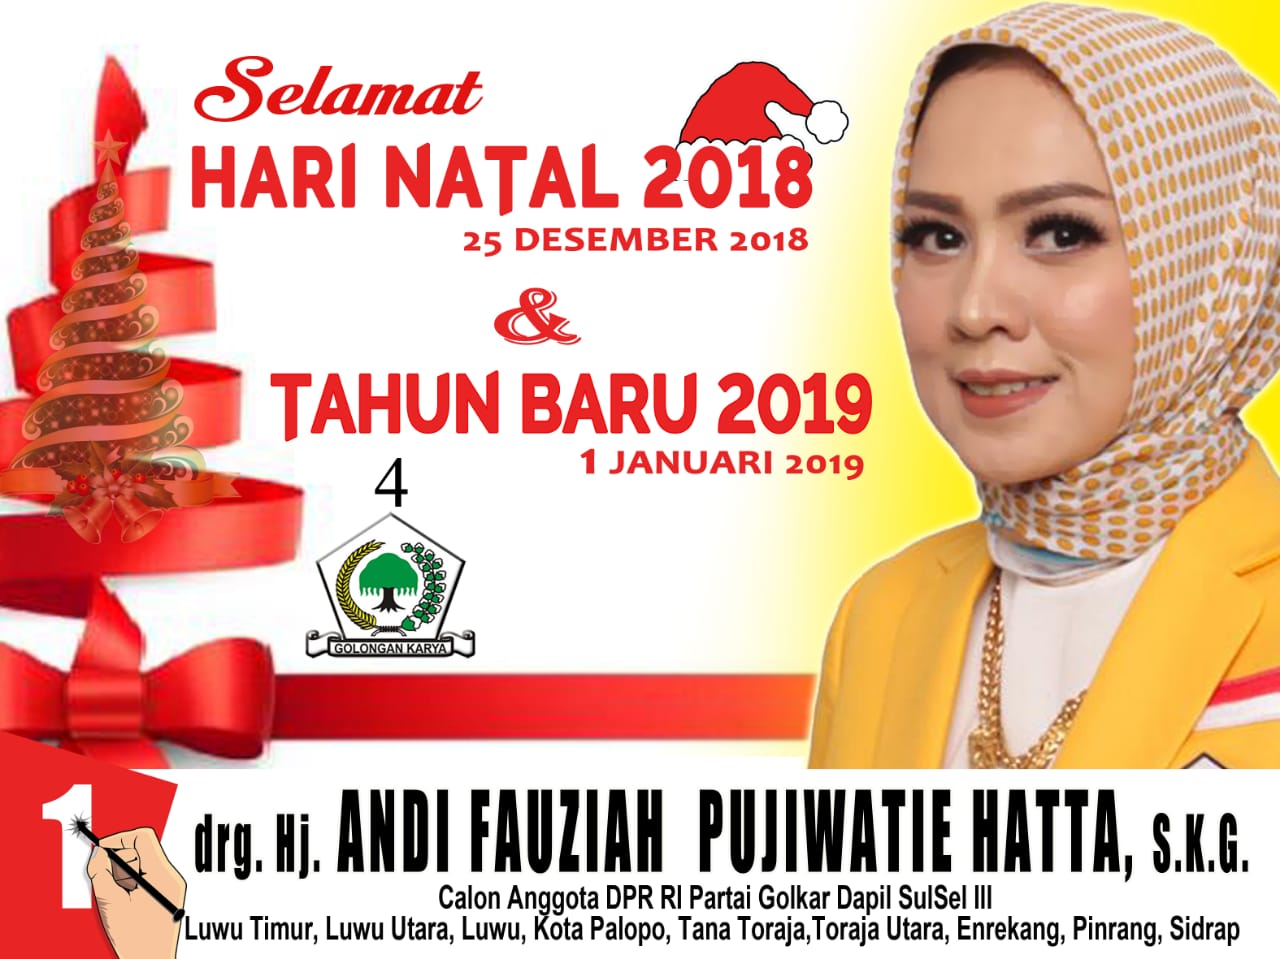 Selamat
HARI NATAL 2018
25 DESEMBER 2018
&
TAHUN BARU 2019
1 JANUARI 2019
4
GOLONGAN KARYA
1
drg. Hj. ANDI FAUZIAH PUJIWATIE HATTA, S.K.G.
Calon Anggota DPR RI Partai Golkar Dapil SulSel III
Luwu Timur, Luwu Utara, Luwu, Kota Palopo, Tana Toraja,Toraja Utara, Enrekang, Pinrang, Sidrap